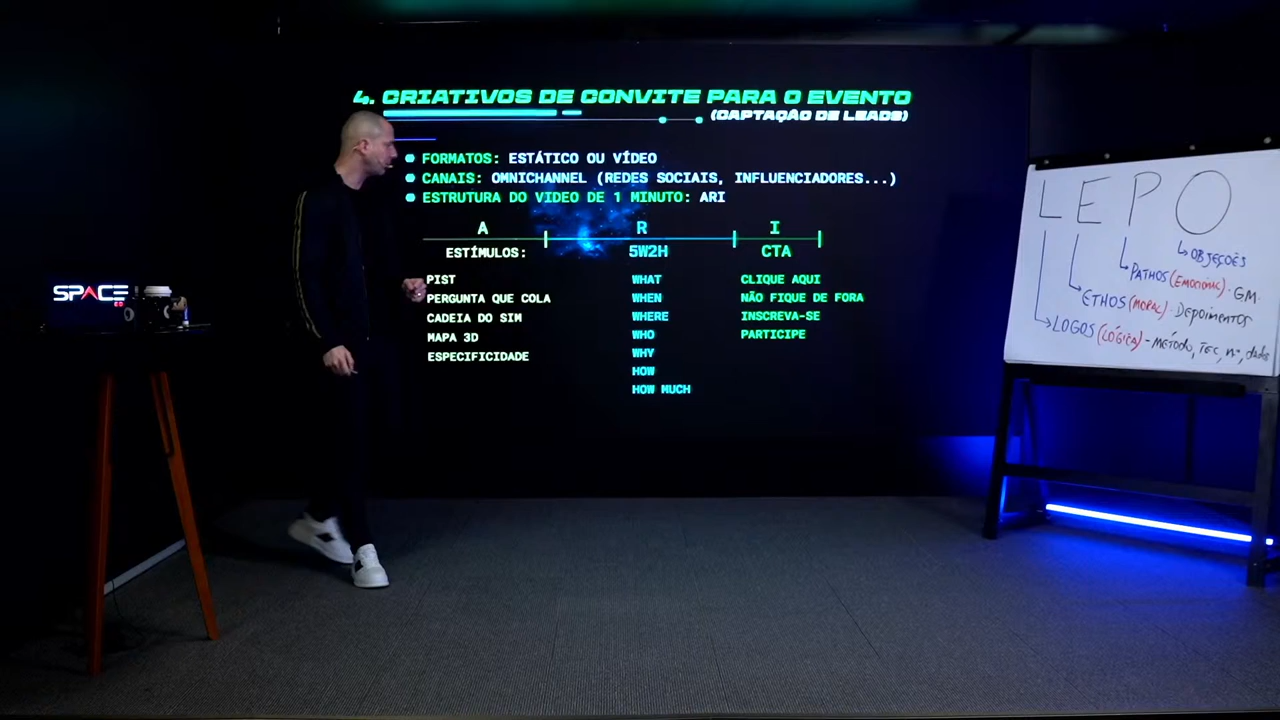 4. CRIATIVOS DE CONVITE PARA O EVENTO
(CAPTAÇÃO DE LEADS)
FORMATOS: ESTÁTICO OU VÍDEO
CANAIS: OMNICHANNEL (REDES SOCIAIS, INFLUENCIADORES...)
ESTRUTURA DO VIDEO DE 1 MINUTO: ARI
A
ESTÍMULOS:
PIST
PERGUNTA QUE COLA
CADEIA DO SIM
MAPA 3D
ESPECIFICIDADE
R
5W2H
WHAT
WHEN
WHERE
WHO
WHY
HOW
HOW MUCH
I
CTA
CLIQUE AQUI
NÃO FIQUE DE FORA
INSCREVA-SE
PARTICIPE
SPACE
LEPO
OBJEÇÕES
PATHOS (EMOCIONAL) · GM.
ETHOS (MORAL) · DEPOIMENTOS
LOGOS (LÓGICA) - MÉTODO, TEC, Nº, dados